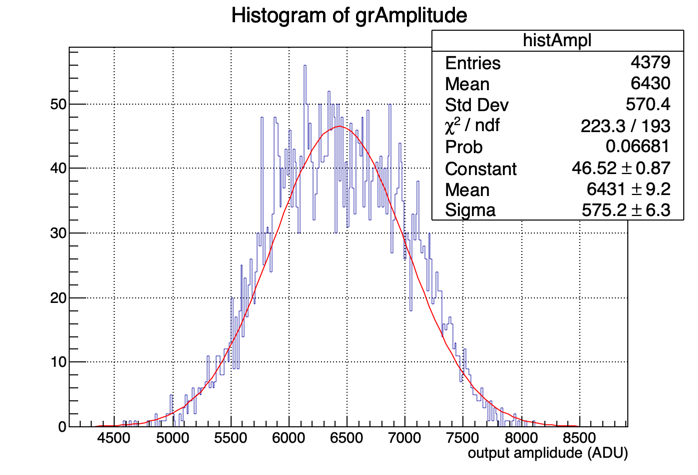 Histogram of grAmplitude
histAmpl
Entries 4379
Mean 6430
Std Dev 570.4
χ² / ndf 223.3 / 193
Prob 0.06681
Constant 46.52 ± 0.87
Mean 6431 ± 9.2
Sigma 575.2 ± 6.3
50
40
30
20
10
0
4500 5000 5500 6000 6500 7000 7500 8000 8500
output amplidude (ADU)